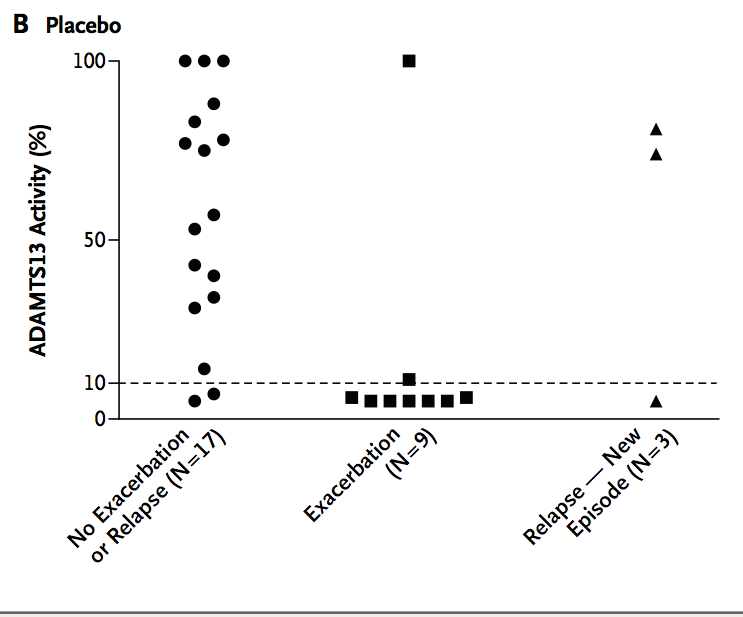 B Placebo
100
50
10
0
ADAMTS13 Activity (%)
No Exacerbation
or Relapse (N=17)
Exacerbation
(N=9)
Relapse — New
Episode (N=3)